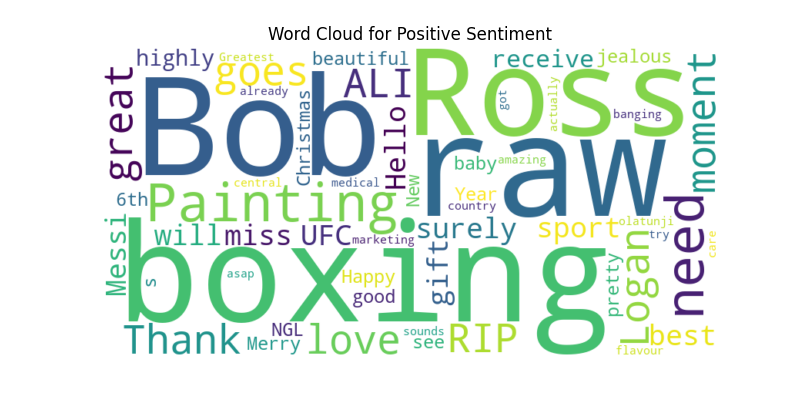 Word Cloud for Positive Sentiment
highly
Greatest
beautiful
receive
jealous
goes
already
ALI
great
Bob
Christmas
Hello
Ross
got
actually
banging
moment
raw
baby
amazing
central
medical
6th
Painting
New
Year
country
Messi
will
miss
UFC
marketing
surely
sport
olatunji
try
care
need
boxing
s
asap
Happy
good
gift
pretty
Logan
Thank
NGL
Merry
love
sounds
see
RIP
best
flavour